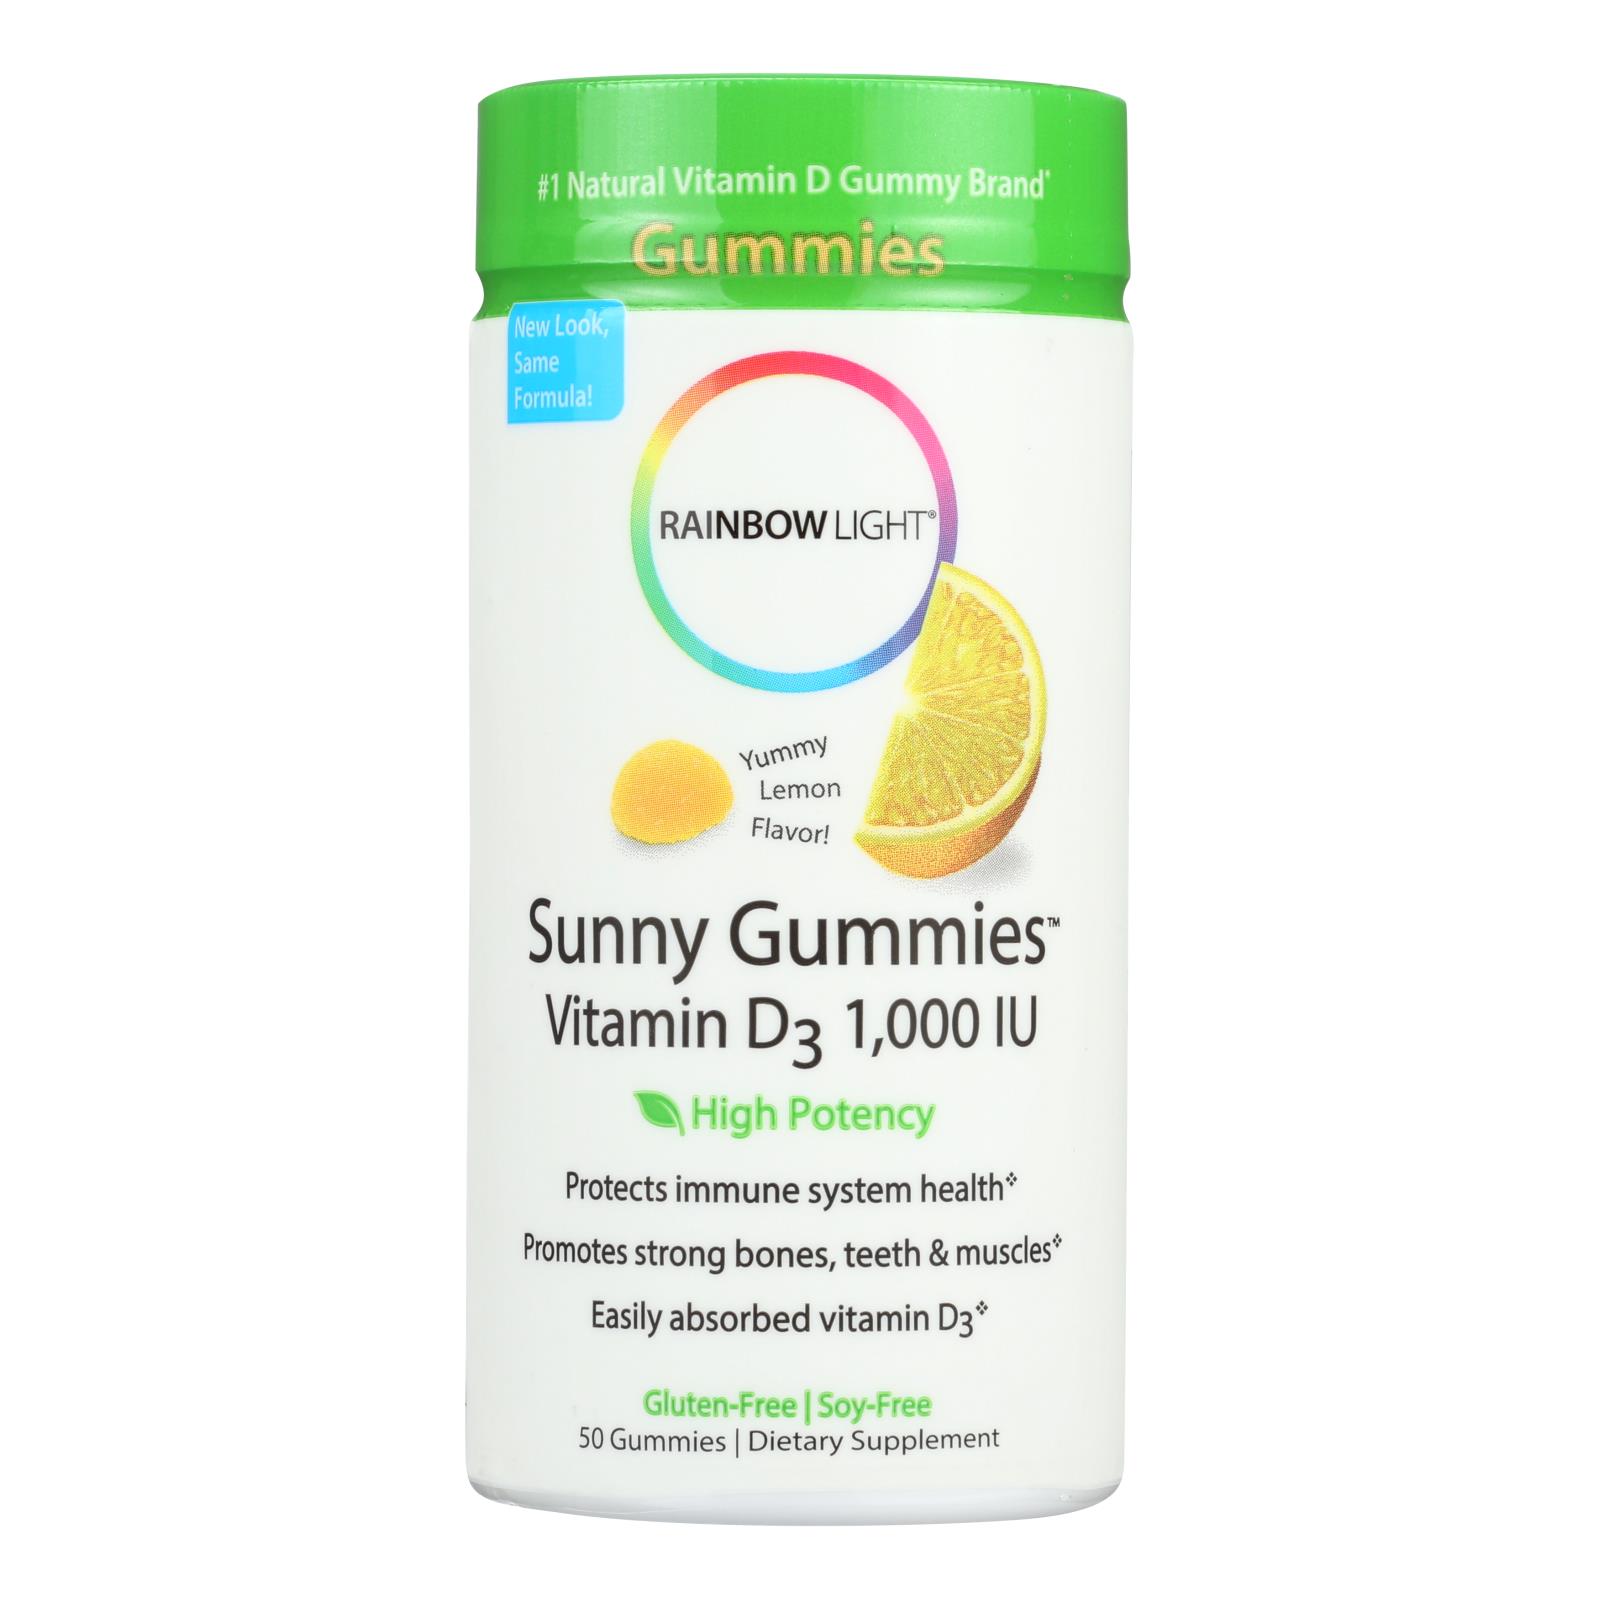 #1 Natural Vitamin D Gummy Brand*
Gummies
New Look,
Same
Formula!
RAINBOW LIGHT®
Yummy
Lemon
Flavor!
Sunny Gummies™
Vitamin D3 1,000 IU
High Potency
Protects immune system health❖
Promotes strong bones, teeth & muscles❖
Easily absorbed vitamin D3❖
Gluten-Free | Soy-Free
50 Gummies | Dietary Supplement